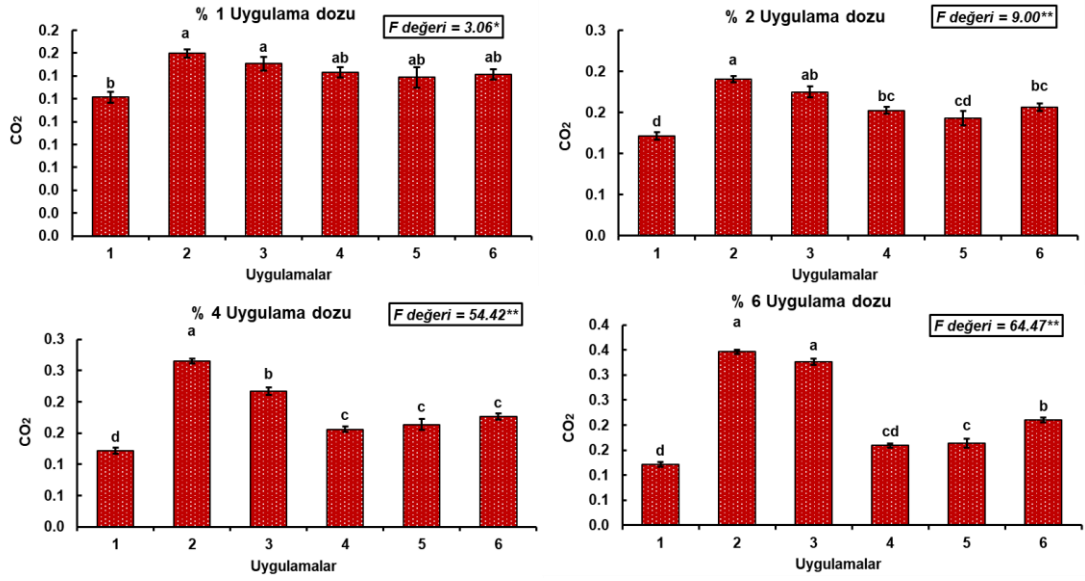 % 1 Uygulama dozu
F değeri = 3.06*
0.2
0.2
0.1
0.1
0.1
0.1
0.0
0.0
0.0
CO2
b
a
a
ab
ab
ab
1 2 3 4 5 6
Uygulamalar
% 2 Uygulama dozu
F değeri = 9.00**
0.3
0.2
0.2
0.1
0.1
0.0
CO2
d
a
ab
bc
cd
bc
1 2 3 4 5 6
Uygulamalar
% 4 Uygulama dozu
F değeri = 54.42**
0.3
0.3
0.2
0.2
0.1
0.1
0.0
CO2
d
a
b
c
c
c
1 2 3 4 5 6
Uygulamalar
% 6 Uygulama dozu
F değeri = 64.47**
0.4
0.4
0.3
0.3
0.2
0.2
0.1
0.1
0.0
CO2
d
a
a
cd
c
b
1 2 3 4 5 6
Uygulamalar